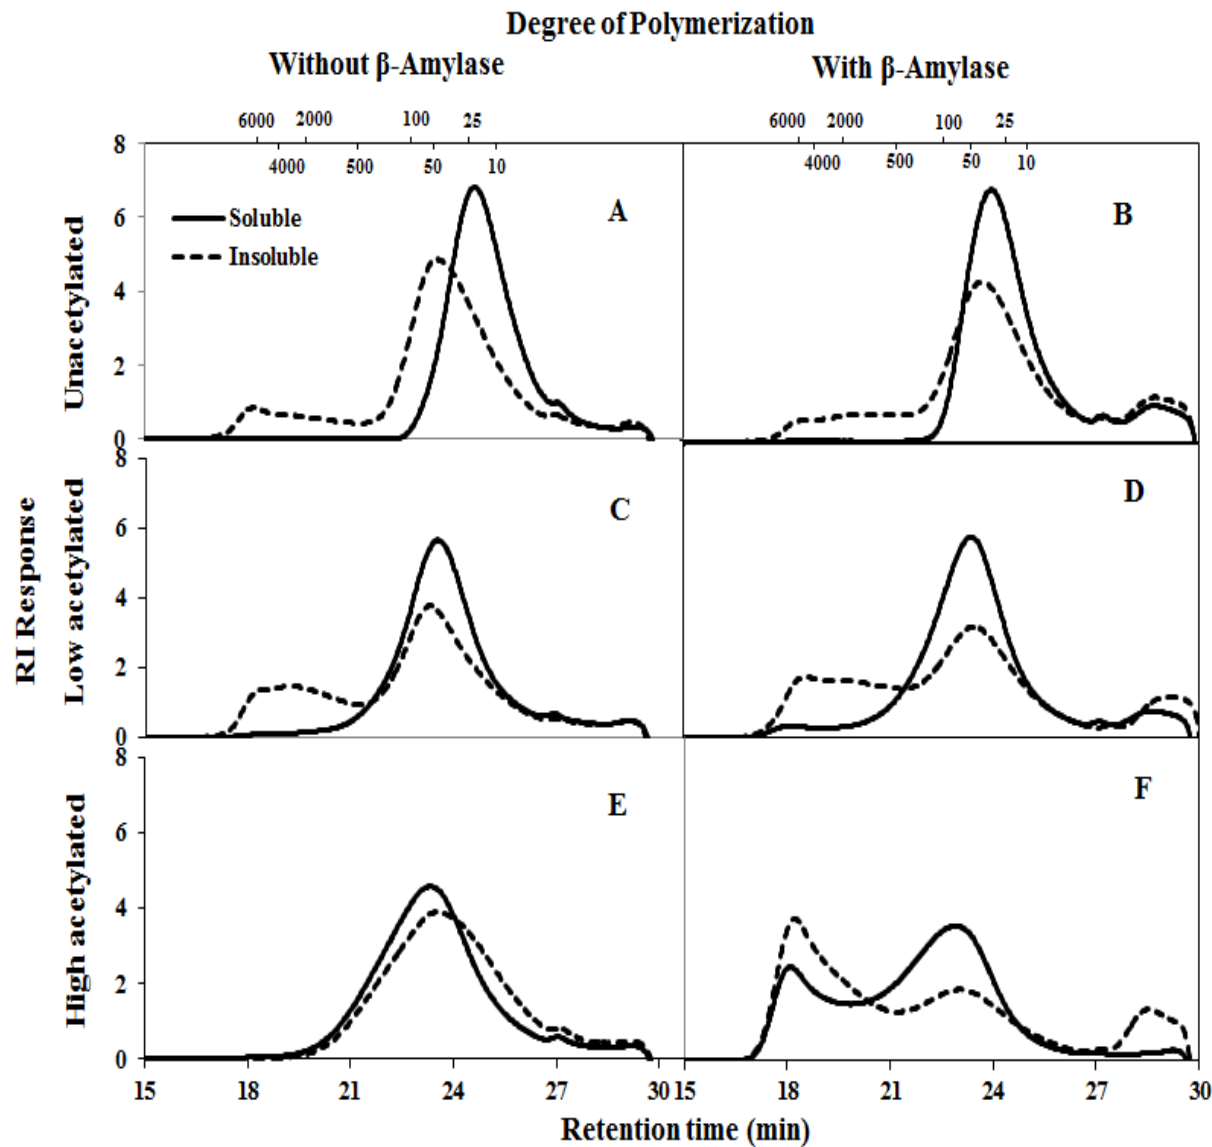 Degree of Polymerization
Without β-Amylase
With β-Amylase
6000 2000 100 25
4000 500 50 10
6000 2000 100 25
4000 500 50 10
Unacetylated
8
6
4
2
0
Soluble
Insoluble
A
B
RI Response
Low acetylated
8
6
4
2
0
C
D
High acetylated
8
6
4
2
0
E
F
15 18 21 24 27 30 15 18 21 24 27 30
Retention time (min)